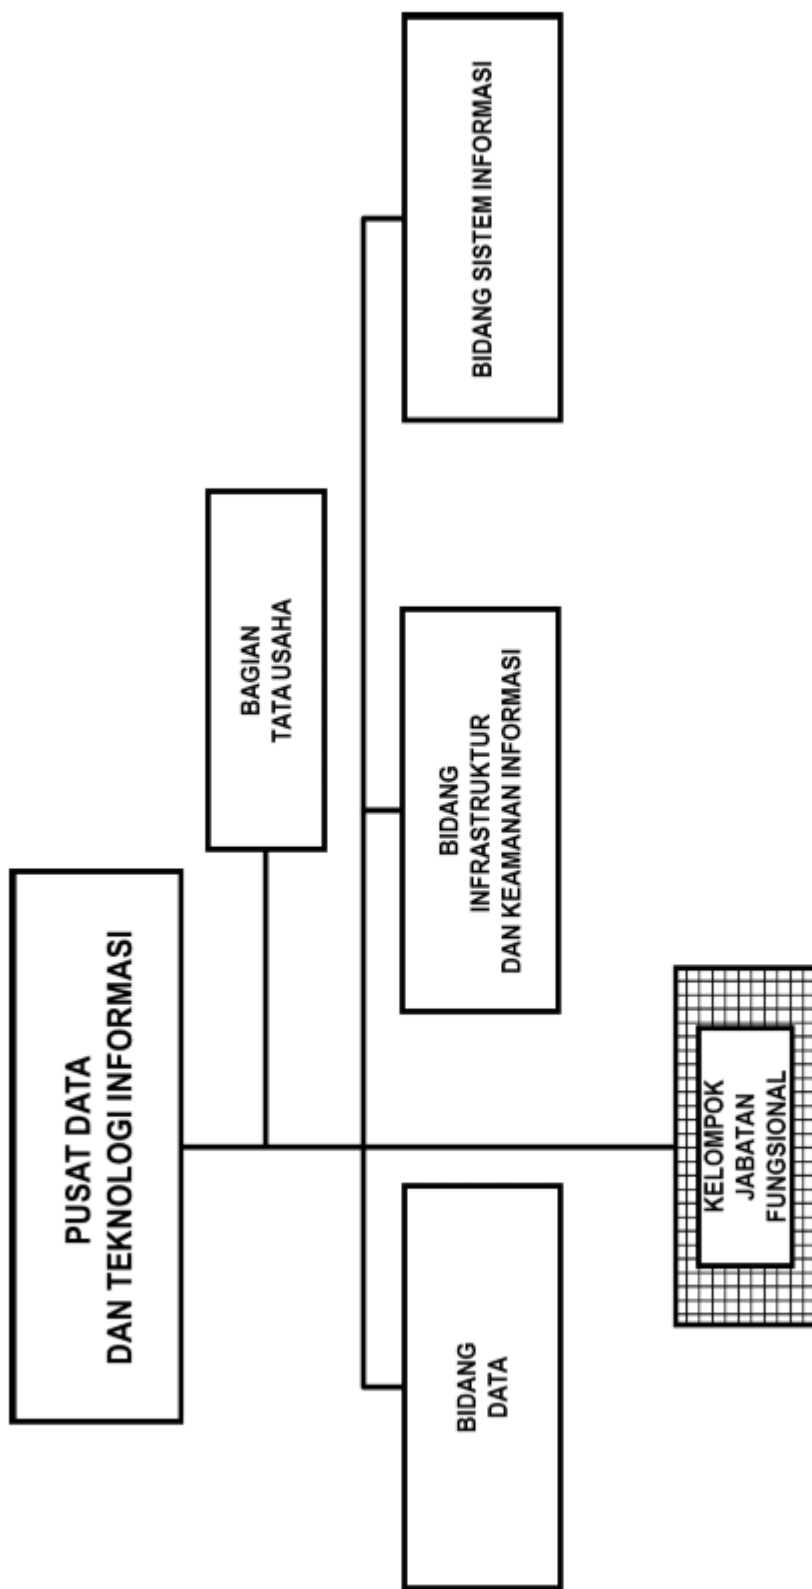 PUSAT DATA
DAN TEKNOLOGI INFORMASI
BAGIAN
TATA USAHA
BIDANG
DATA
BIDANG
INFRASTRUKTUR
DAN KEAMANAN INFORMASI
BIDANG SISTEM INFORMASI
KELOMPOK
JABATAN
FUNGSIONAL